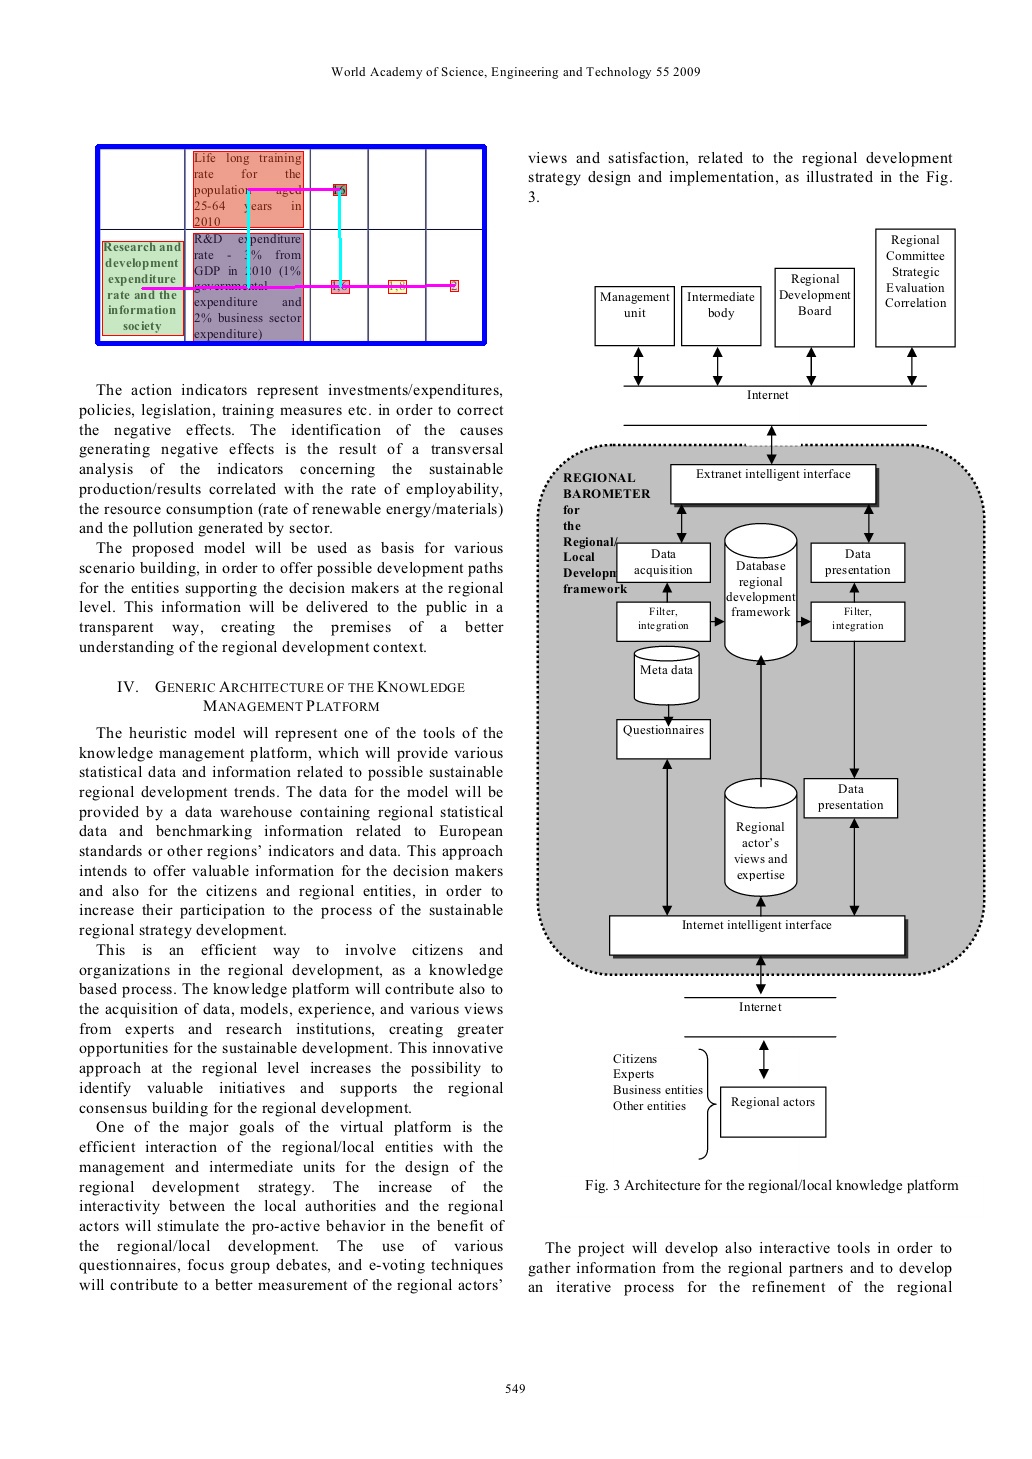 World Academy of Science, Engineering and Technology 55 2009
Life long training
rate for the
population aged
25-64 years in
2010
Research and
development
expenditure
rate and the
information
society
R&D expenditure
rate - 3% from
GDP in 2010 (1%
governmental
expenditure and
2% business sector
expenditure)
1,6 1,8 2
The action indicators represent investments/expenditures,
policies, legislation, training measures etc. in order to correct
the negative effects. The identification of the causes
generating negative effects is the result of a transversal
analysis of the indicators concerning the sustainable
production/results correlated with the rate of employability,
the resource consumption (rate of renewable energy/materials)
and the pollution generated by sector.
The proposed model will be used as basis for various
scenario building, in order to offer possible development paths
for the entities supporting the decision makers at the regional
level. This information will be delivered to the public in a
transparent way, creating the premises of a better
understanding of the regional development context.
IV. GENERIC ARCHITECTURE OF THE KNOWLEDGE
MANAGEMENT PLATFORM
The heuristic model will represent one of the tools of the
knowledge management platform, which will provide various
statistical data and information related to possible sustainable
regional development trends. The data for the model will be
provided by a data warehouse containing regional statistical
data and benchmarking information related to European
standards or other regions' indicators and data. This approach
intends to offer valuable information for the decision makers
and also for the citizens and regional entities, in order to
increase their participation to the process of the sustainable
regional strategy development.
This is an efficient way to involve citizens and
organizations in the regional development, as a knowledge
based process. The knowledge platform will contribute also to
the acquisition of data, models, experience, and various views
from experts and research institutions, creating greater
opportunities for the sustainable development. This innovative
approach at the regional level increases the possibility to
identify valuable initiatives and supports the regional
consensus building for the regional development.
One of the major goals of the virtual platform is the
efficient interaction of the regional/local entities with the
management and intermediate units for the design of the
regional development strategy. The increase of the
interactivity between the local authorities and the regional
actors will stimulate the pro-active behavior in the benefit of
the regional/local development. The use of various
questionnaires, focus group debates, and e-voting techniques
will contribute to a better measurement of the regional actors'
views and satisfaction, related to the regional development
strategy design and implementation, as illustrated in the Fig.
3.
Management
unit
Intermediate
body
Regional
Development
Board
Regional
Committee
Strategic
Evaluation
Correlation
Internet
REGIONAL
BAROMETER
for
the
Regional/
Local
Developm
framework
Extranet intelligent interface
Data
acquisition
Database
regional
development
framework
Data
presentation
Filter,
integration
Filter,
integration
Meta data
Questionnaires
Data
presentation
Regional
actor's
views and
expertise
Internet intelligent interface
Internet
Citizens
Experts
Business entities
Other entities
Regional actors
Fig. 3 Architecture for the regional/local knowledge platform
The project will develop also interactive tools in order to
gather information from the regional partners and to develop
an iterative process for the refinement of the regional
549